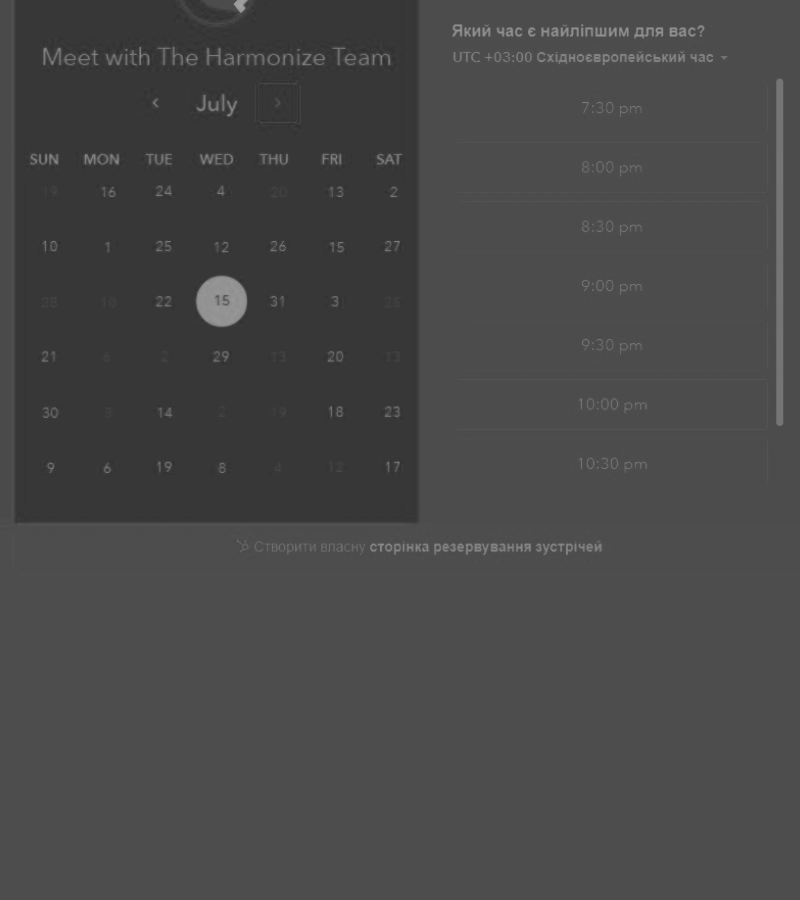 Meet with The Harmonize Team
July
SUN MON TUE WED THU FRI SAT
19 16 24 4 20 13 2
10 1 25 12 26 15 27
28 10 22 15 31 3
21 6 2 29 13 20 13
30 14 2 19 18 23
9 6 19 8 4 12 17
Який час є найліпшим для вас?
UTC +03:00 Східноєвропейський час
7:30 pm
8:00 pm
8:30 pm
9:00 pm
9:30 pm
10:00 pm
10:30 pm
Створити власну сторінка резервування зустрічей